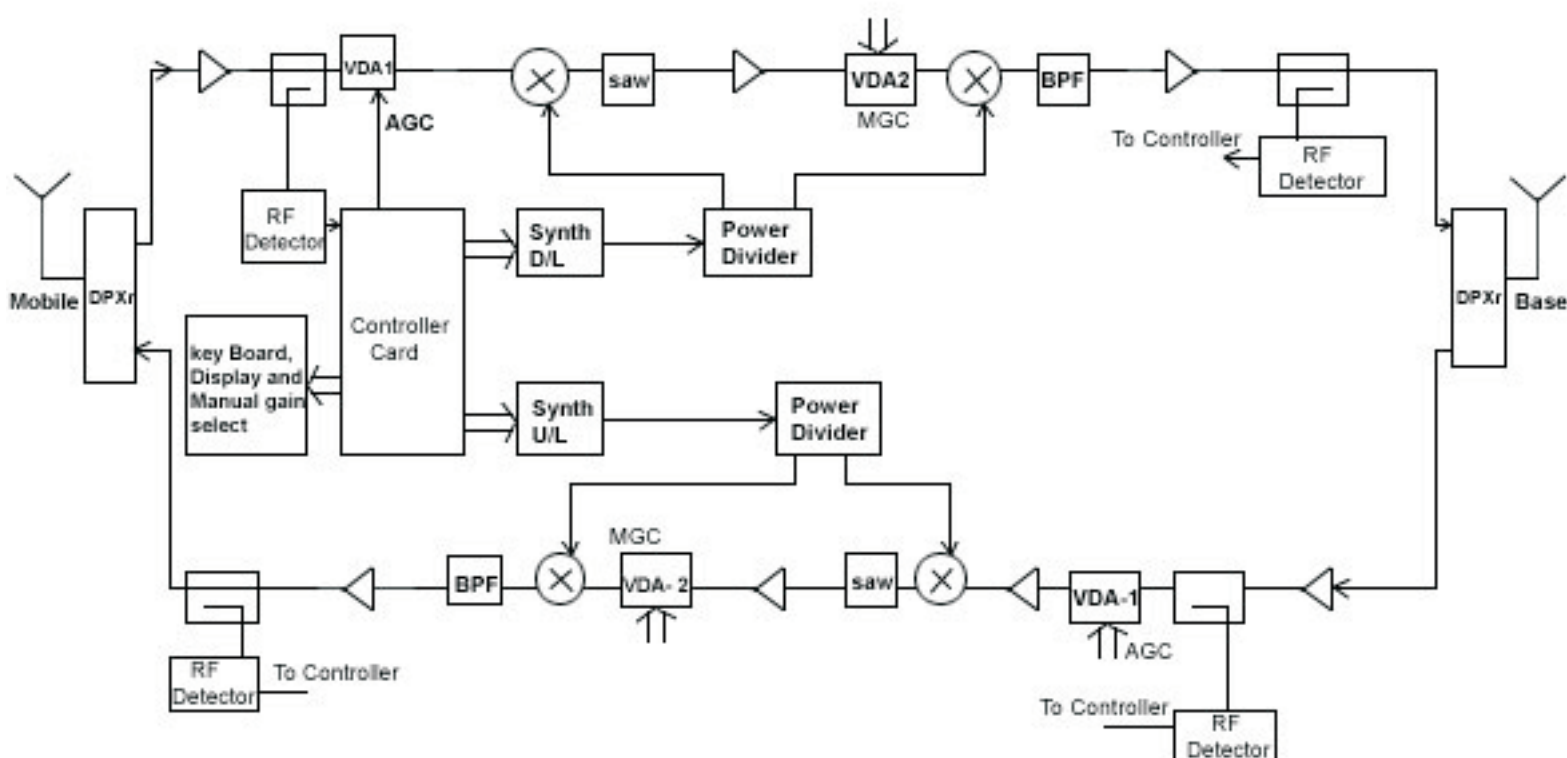 VDA1
saw
VDA2
BPF
AGC
MGC
To Controller
RF
Detector
RF
Detector
Synth
D/L
Power
Divider
Mobile
DPXr
DPXr
Base
Controller
Card
key Board,
Display and
Manual gain
select
Synth
U/L
Power
Divider
MGC
BPF
VDA- 2
saw
VDA-1
AGC
RF
Detector
To Controller
To Controller
RF
Detector